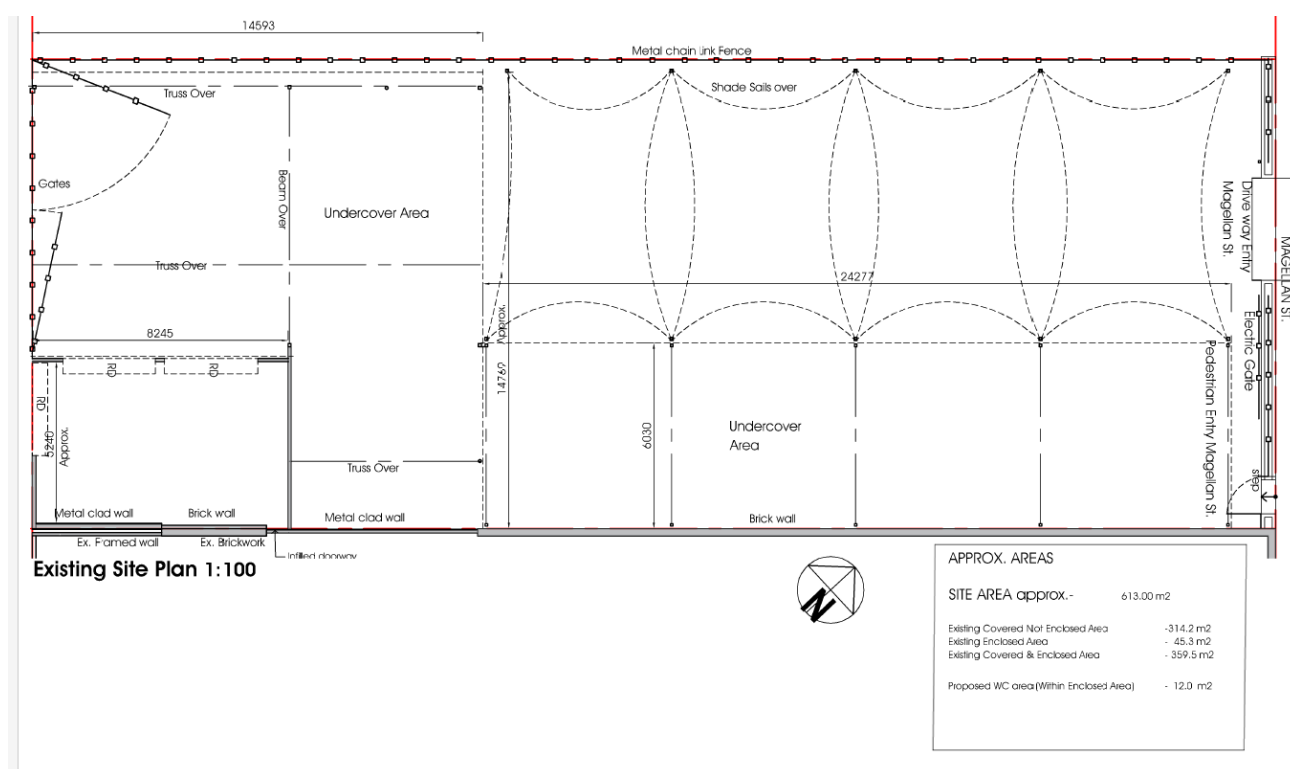 14593
Metal chain link Fence
Truss Over
Shade Sails over
Gates
Beam Over
Undercover Area
Drive way Entry
Magellan St.
MAGELLAN ST.
Truss Over
24277
8245
Approx.
14769
Electric Gate
Pedestrian Entry Magellan St.
RD
RD
RD
5240
Approx.
6030
Undercover
Area
Truss Over
step
Metal clad wall
Brick wall
Metal clad wall
Brick wall
Ex. Framed wall
Ex. Brickwork
Infilled doorway
Existing Site Plan 1:100
N
APPROX. AREAS
SITE AREA approx.- 613.00 m2
Existing Covered Not Enclosed Area -314.2 m2
Existing Enclosed Area - 45.3 m2
Existing Covered & Enclosed Area - 359.5 m2
Proposed WC area(Within Enclosed Area) - 12.0 m2